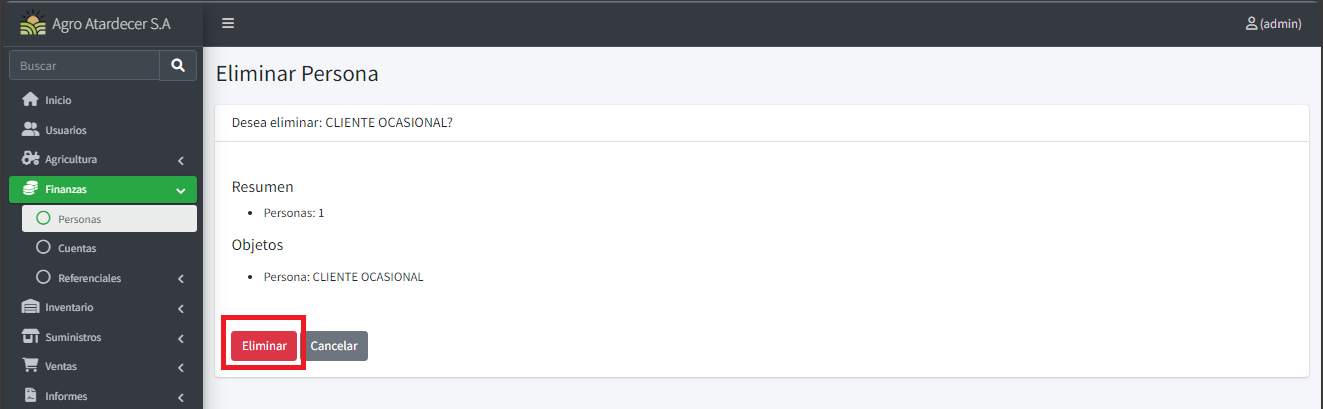 Agro Atardecer S.A
(admin)
Buscar
Inicio
Usuarios
Agricultura
Finanzas
Personas
Cuentas
Referenciales
Inventario
Suministros
Ventas
Informes
Eliminar Persona
Desea eliminar: CLIENTE OCASIONAL?
Resumen
Personas: 1
Objetos
Persona: CLIENTE OCASIONAL
Eliminar Cancelar